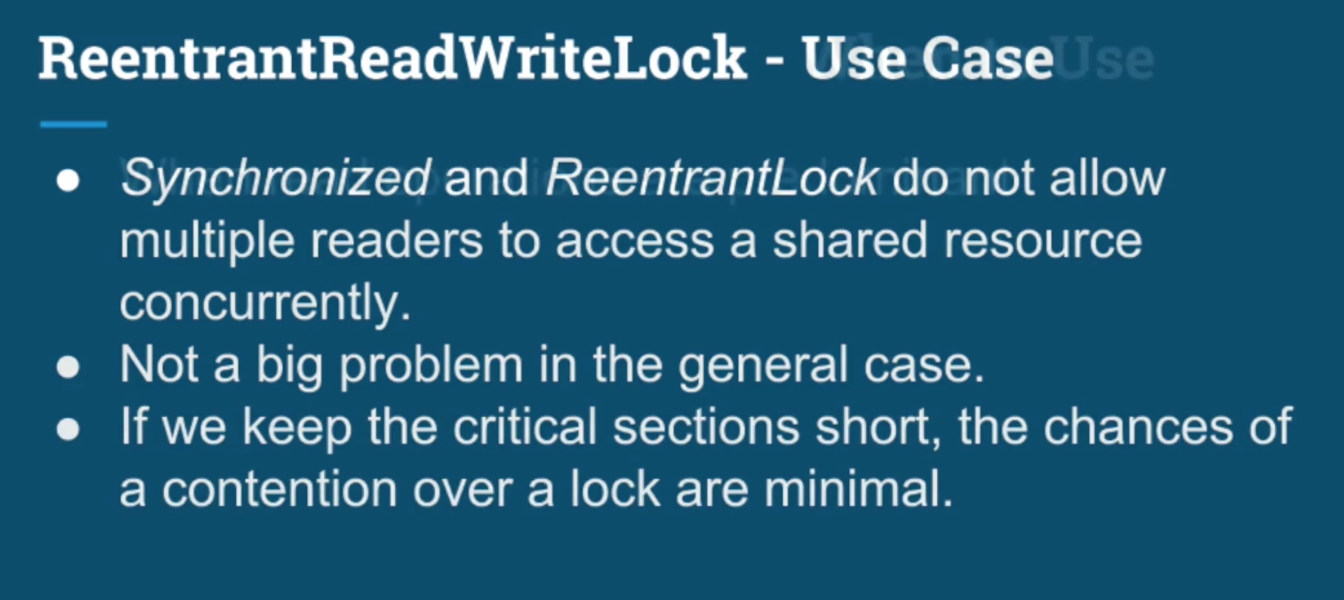 ReentrantReadWriteLock - Use Case
● Synchronized and ReentrantLock do not allow
multiple readers to access a shared resource
concurrently.
● Not a big problem in the general case.
● If we keep the critical sections short, the chances of
a contention over a lock are minimal.